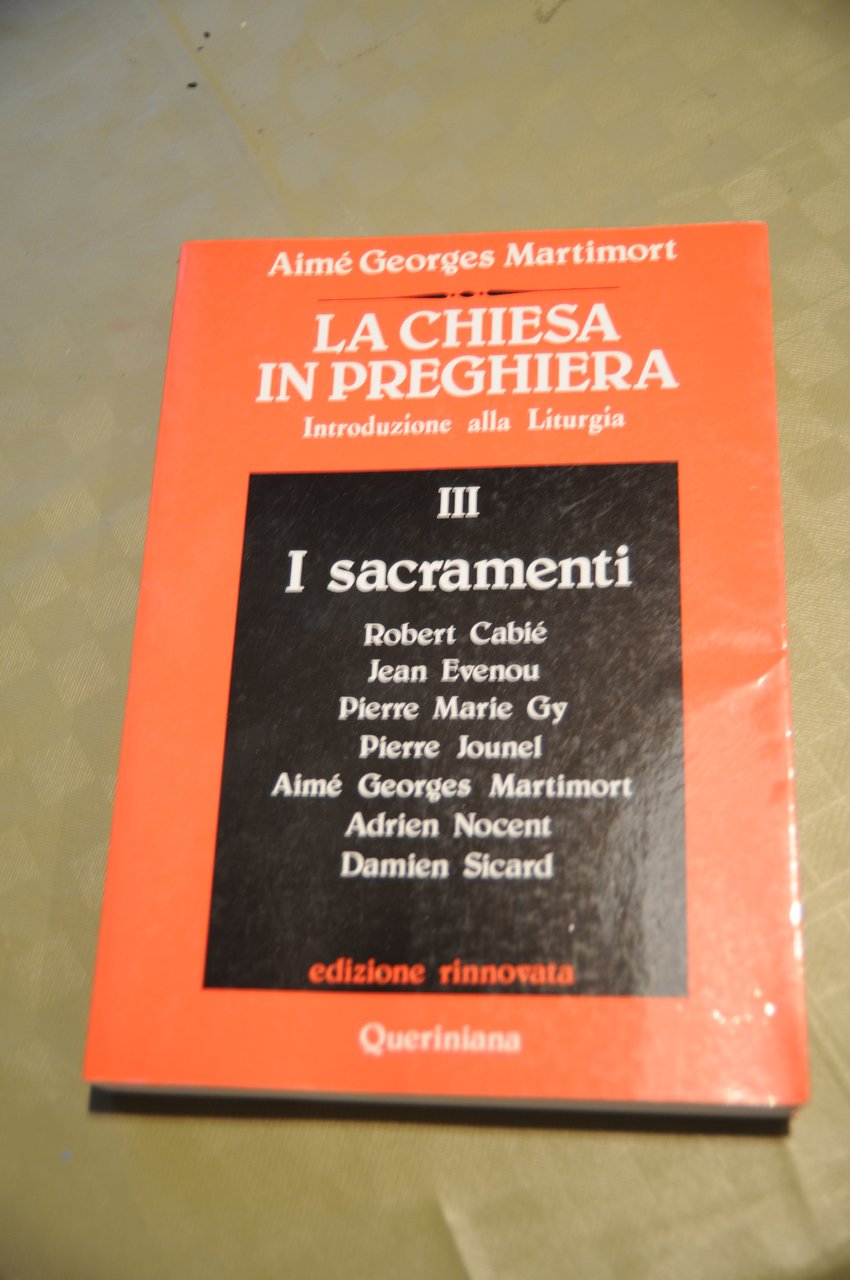 Aimé Georges Martimort
LA CHIESA
IN PREGHIERA
Introduzione alla Liturgia
III
I sacramenti
Robert Cabié
Jean Evenou
Pierre Marie Gy
Pierre Jounel
Aimé Georges Martimort
Adrien Nocent
Damien Sicard
edizione rinnovata
Queriniana